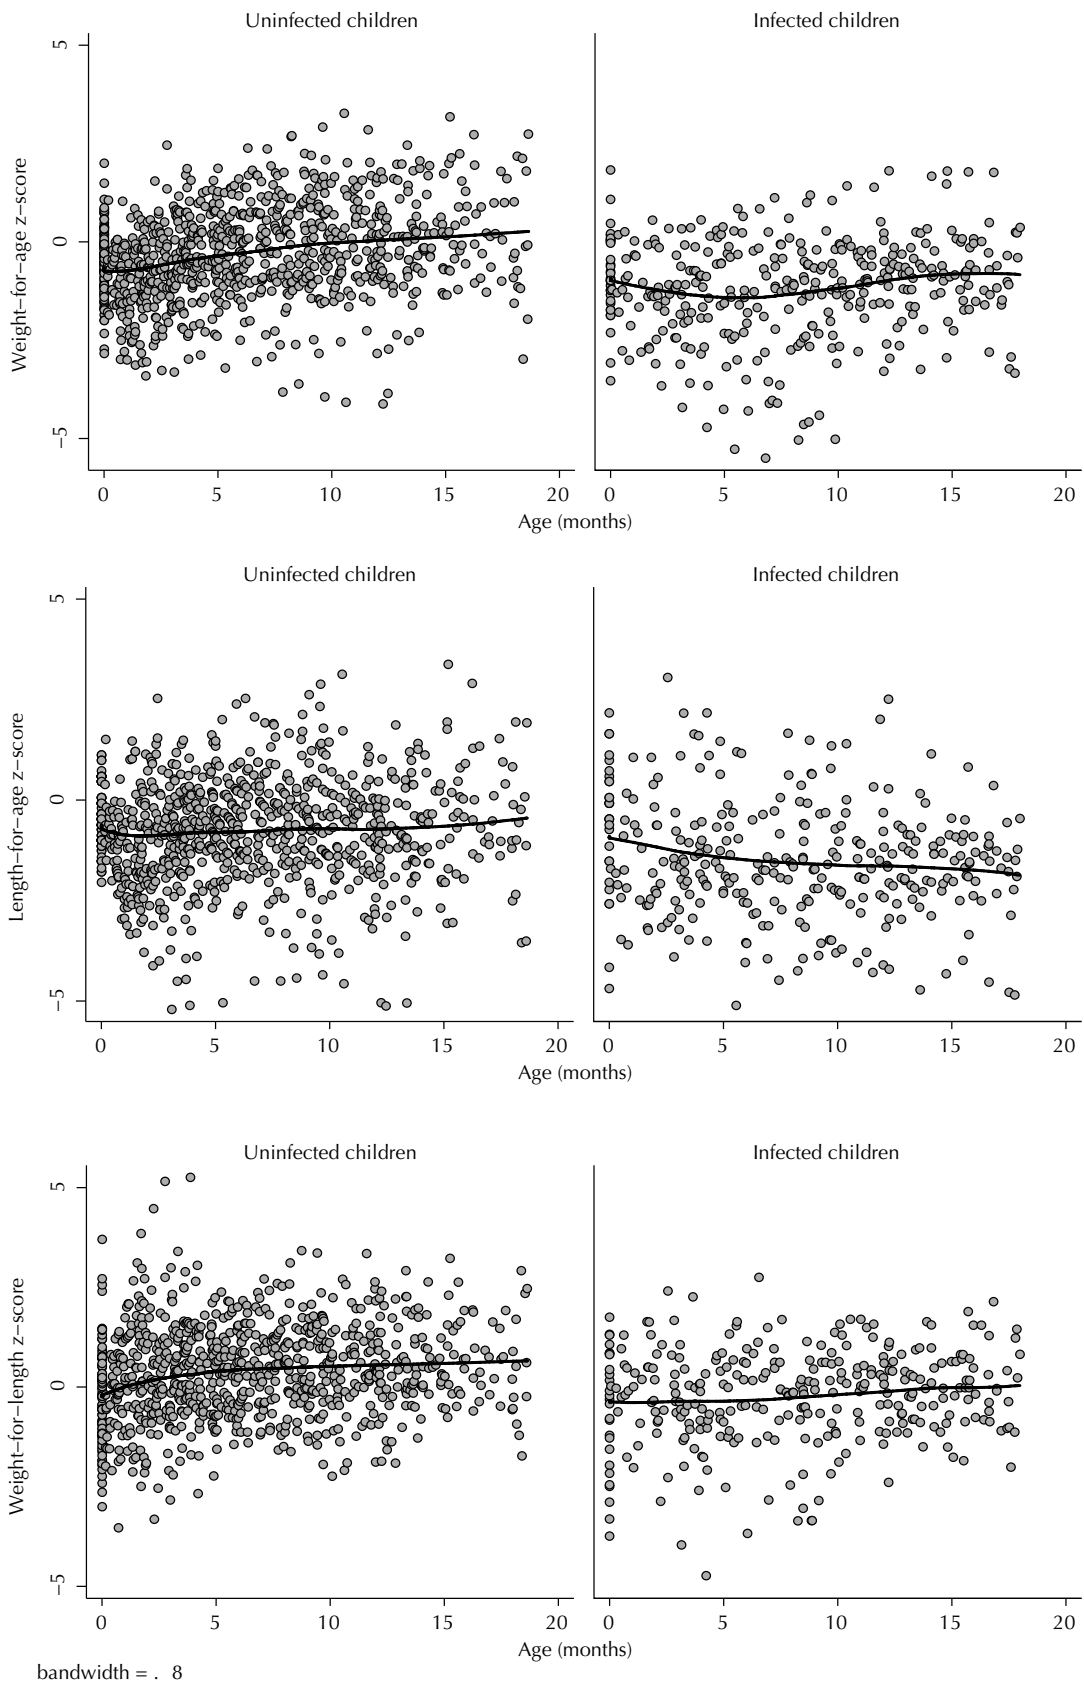 Uninfected children Infected children
5
0
−5
Weight−for−age z−score
0 5 10 15 20 0 5 10 15 20
Age (months)
Uninfected children Infected children
5
0
−5
Length−for−age z−score
0 5 10 15 20 0 5 10 15 20
Age (months)
Uninfected children Infected children
5
0
−5
Weight−for−length z−score
0 5 10 15 20 0 5 10 15 20
Age (months)
bandwidth = . 8